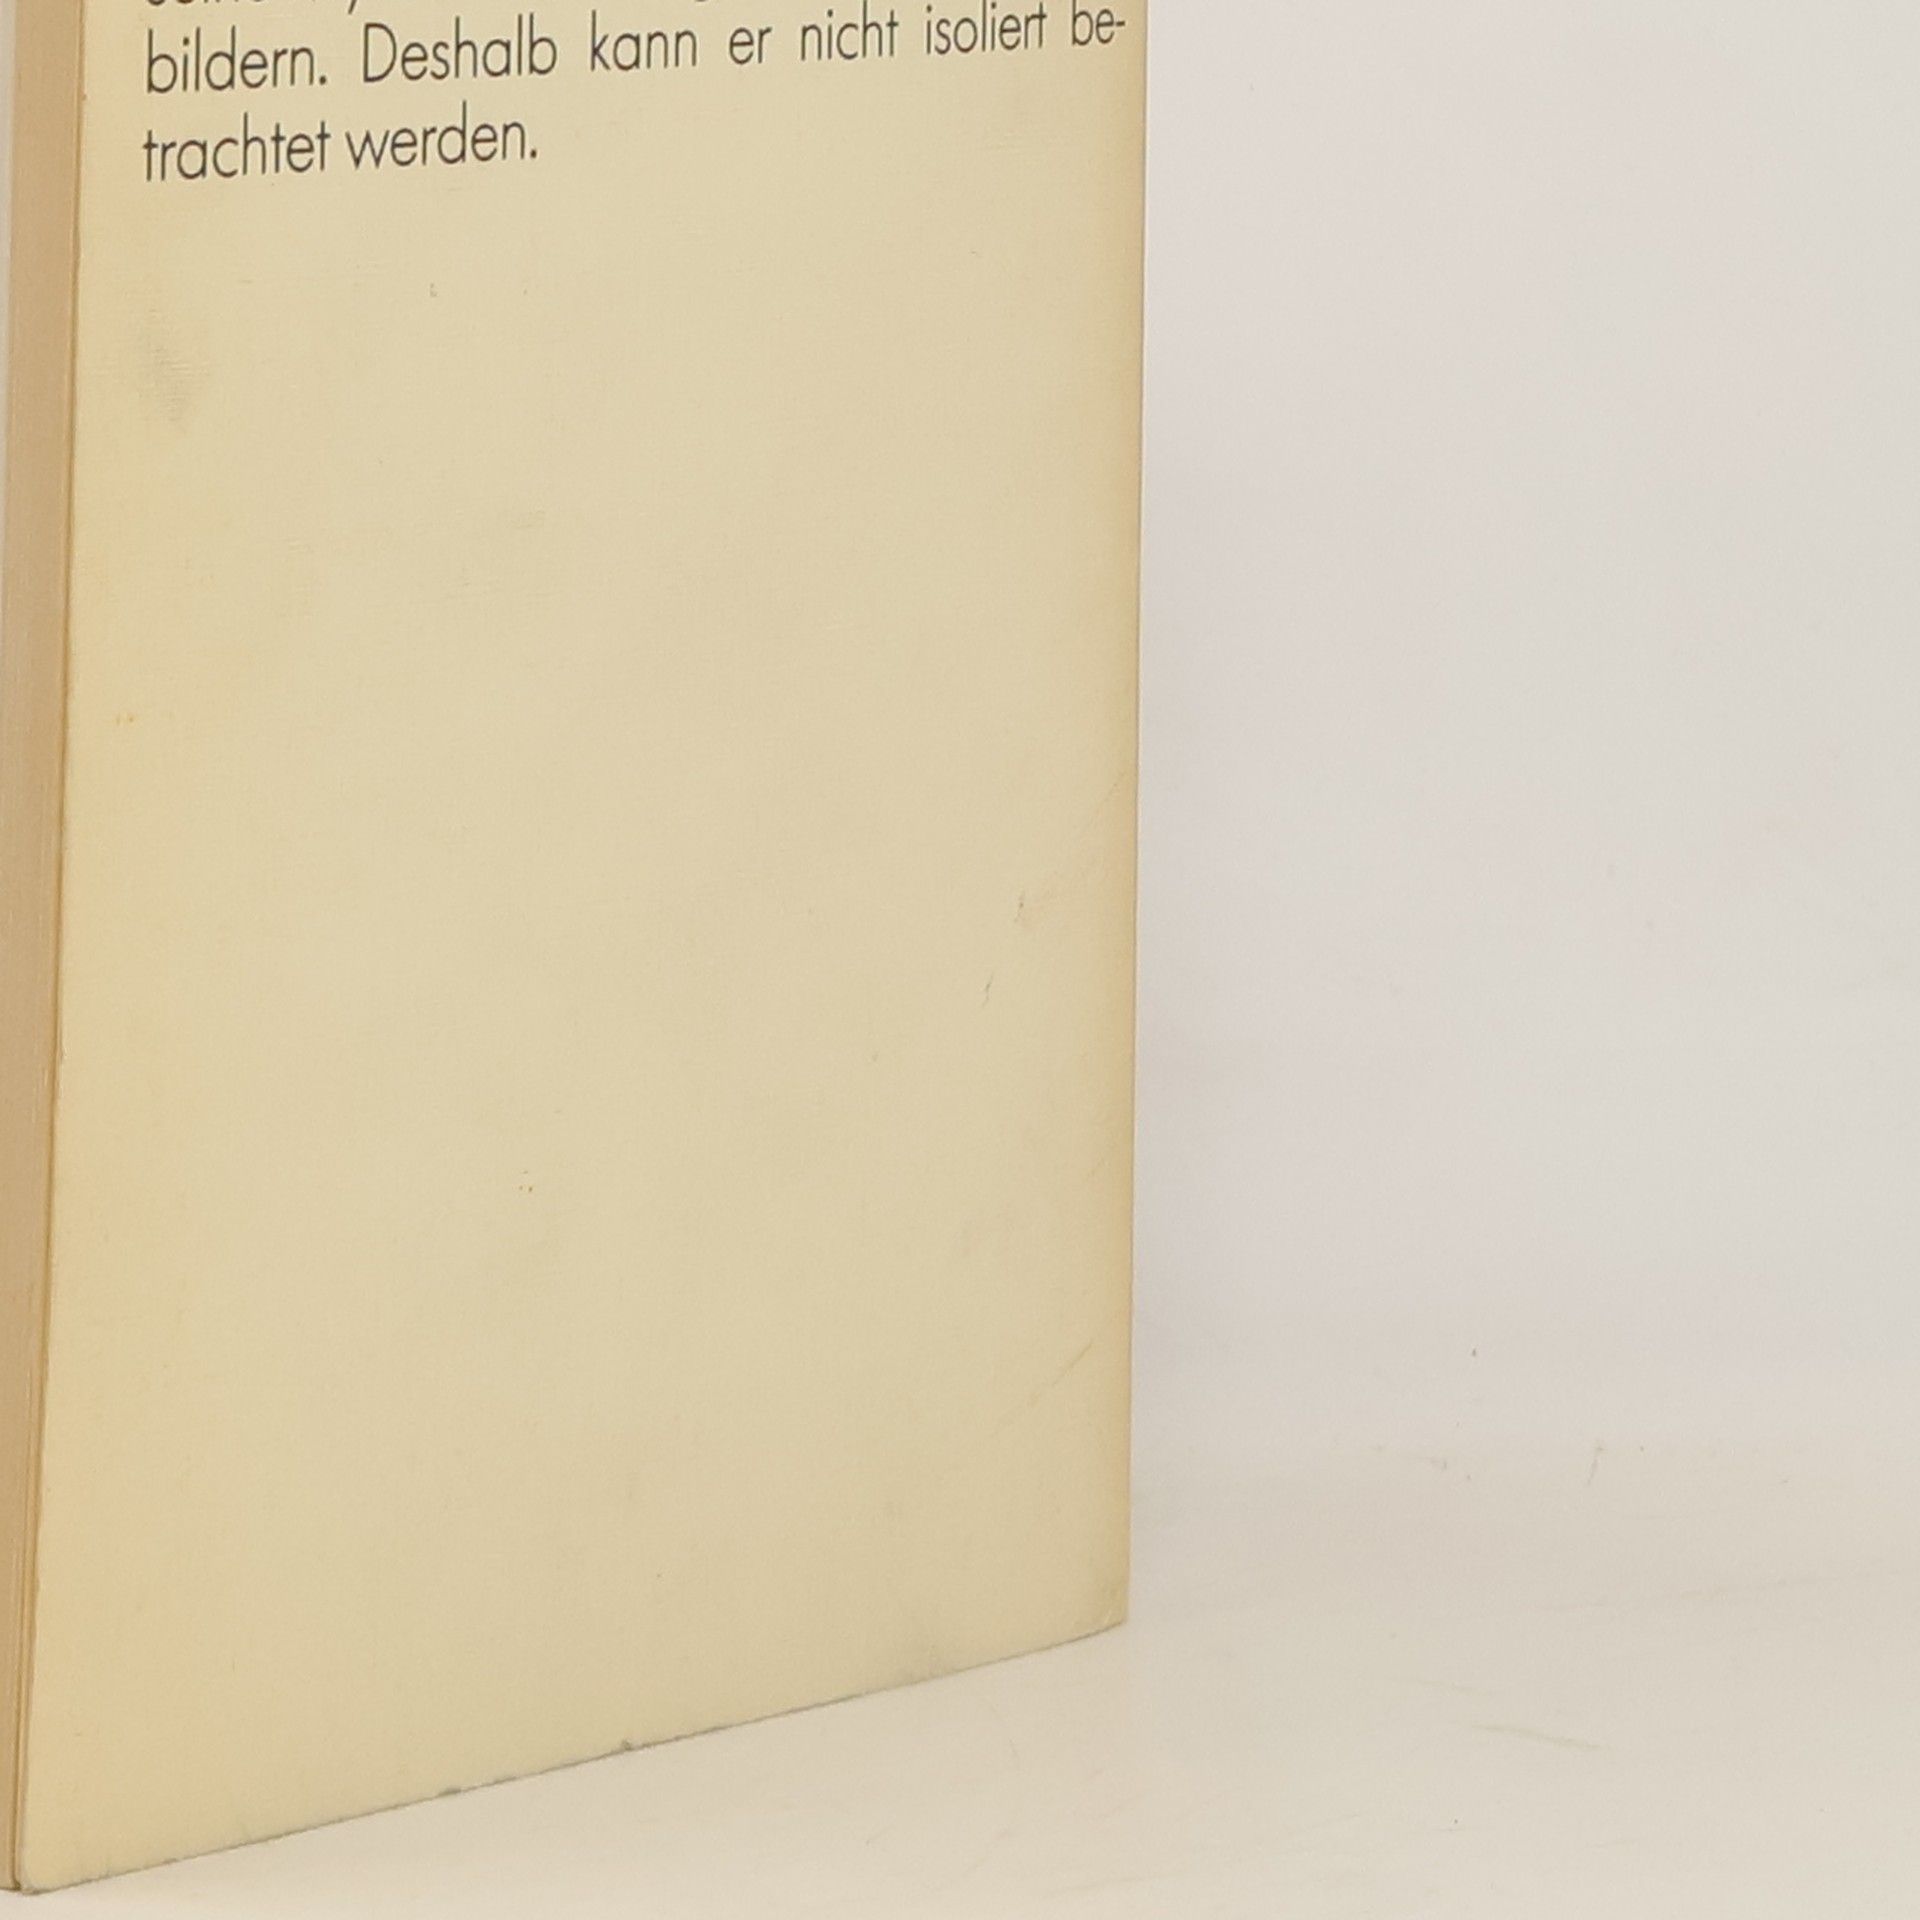 bildern. Deshalb kann er nicht isoliert be-
trachtet werden.